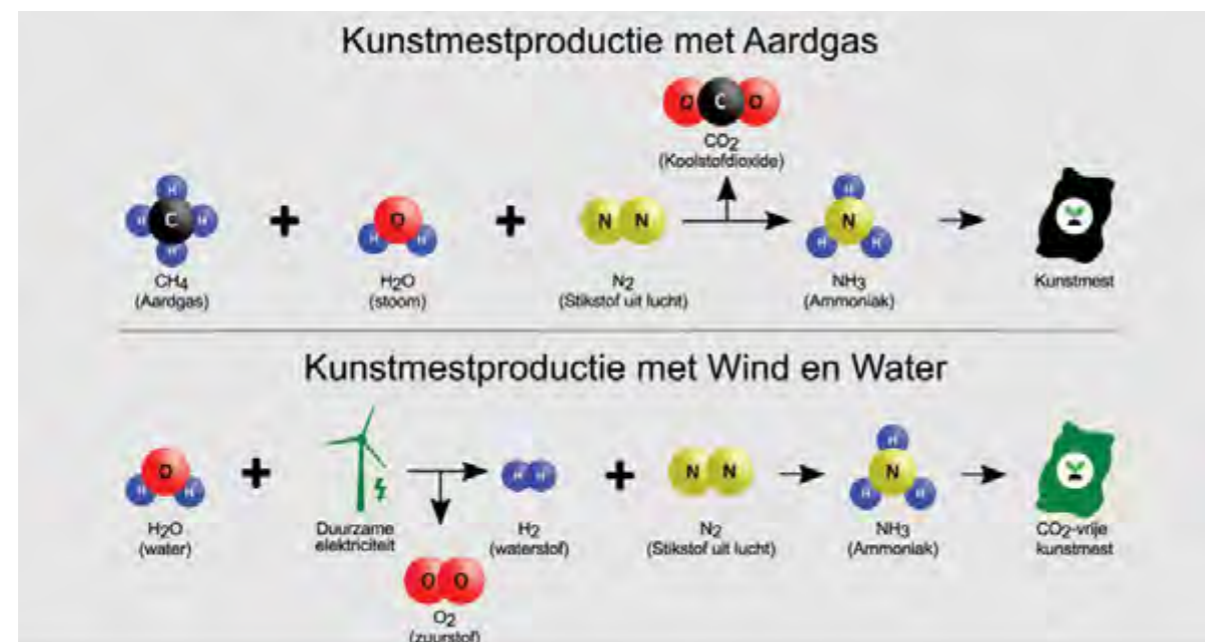 Kunstmestproductie met Aardgas
O C O
CO2
(Koolstofdioxide)
H
H C H
H
+
O
H H
+
N N
H
N
H H
CH4
(Aardgas)
H2O
(stoom)
N2
(Stikstof uit lucht)
NH3
(Ammoniak)
Kunstmest
Kunstmestproductie met Wind en Water
O
H H
+
H H
+
N N
H
N
H H
H2O
(water)
Duurzame
elektriciteit
H2
(waterstof)
N2
(Stikstof uit lucht)
NH3
(Ammoniak)
CO2-vrije
kunstmest
O O
O2
(zuurstof)